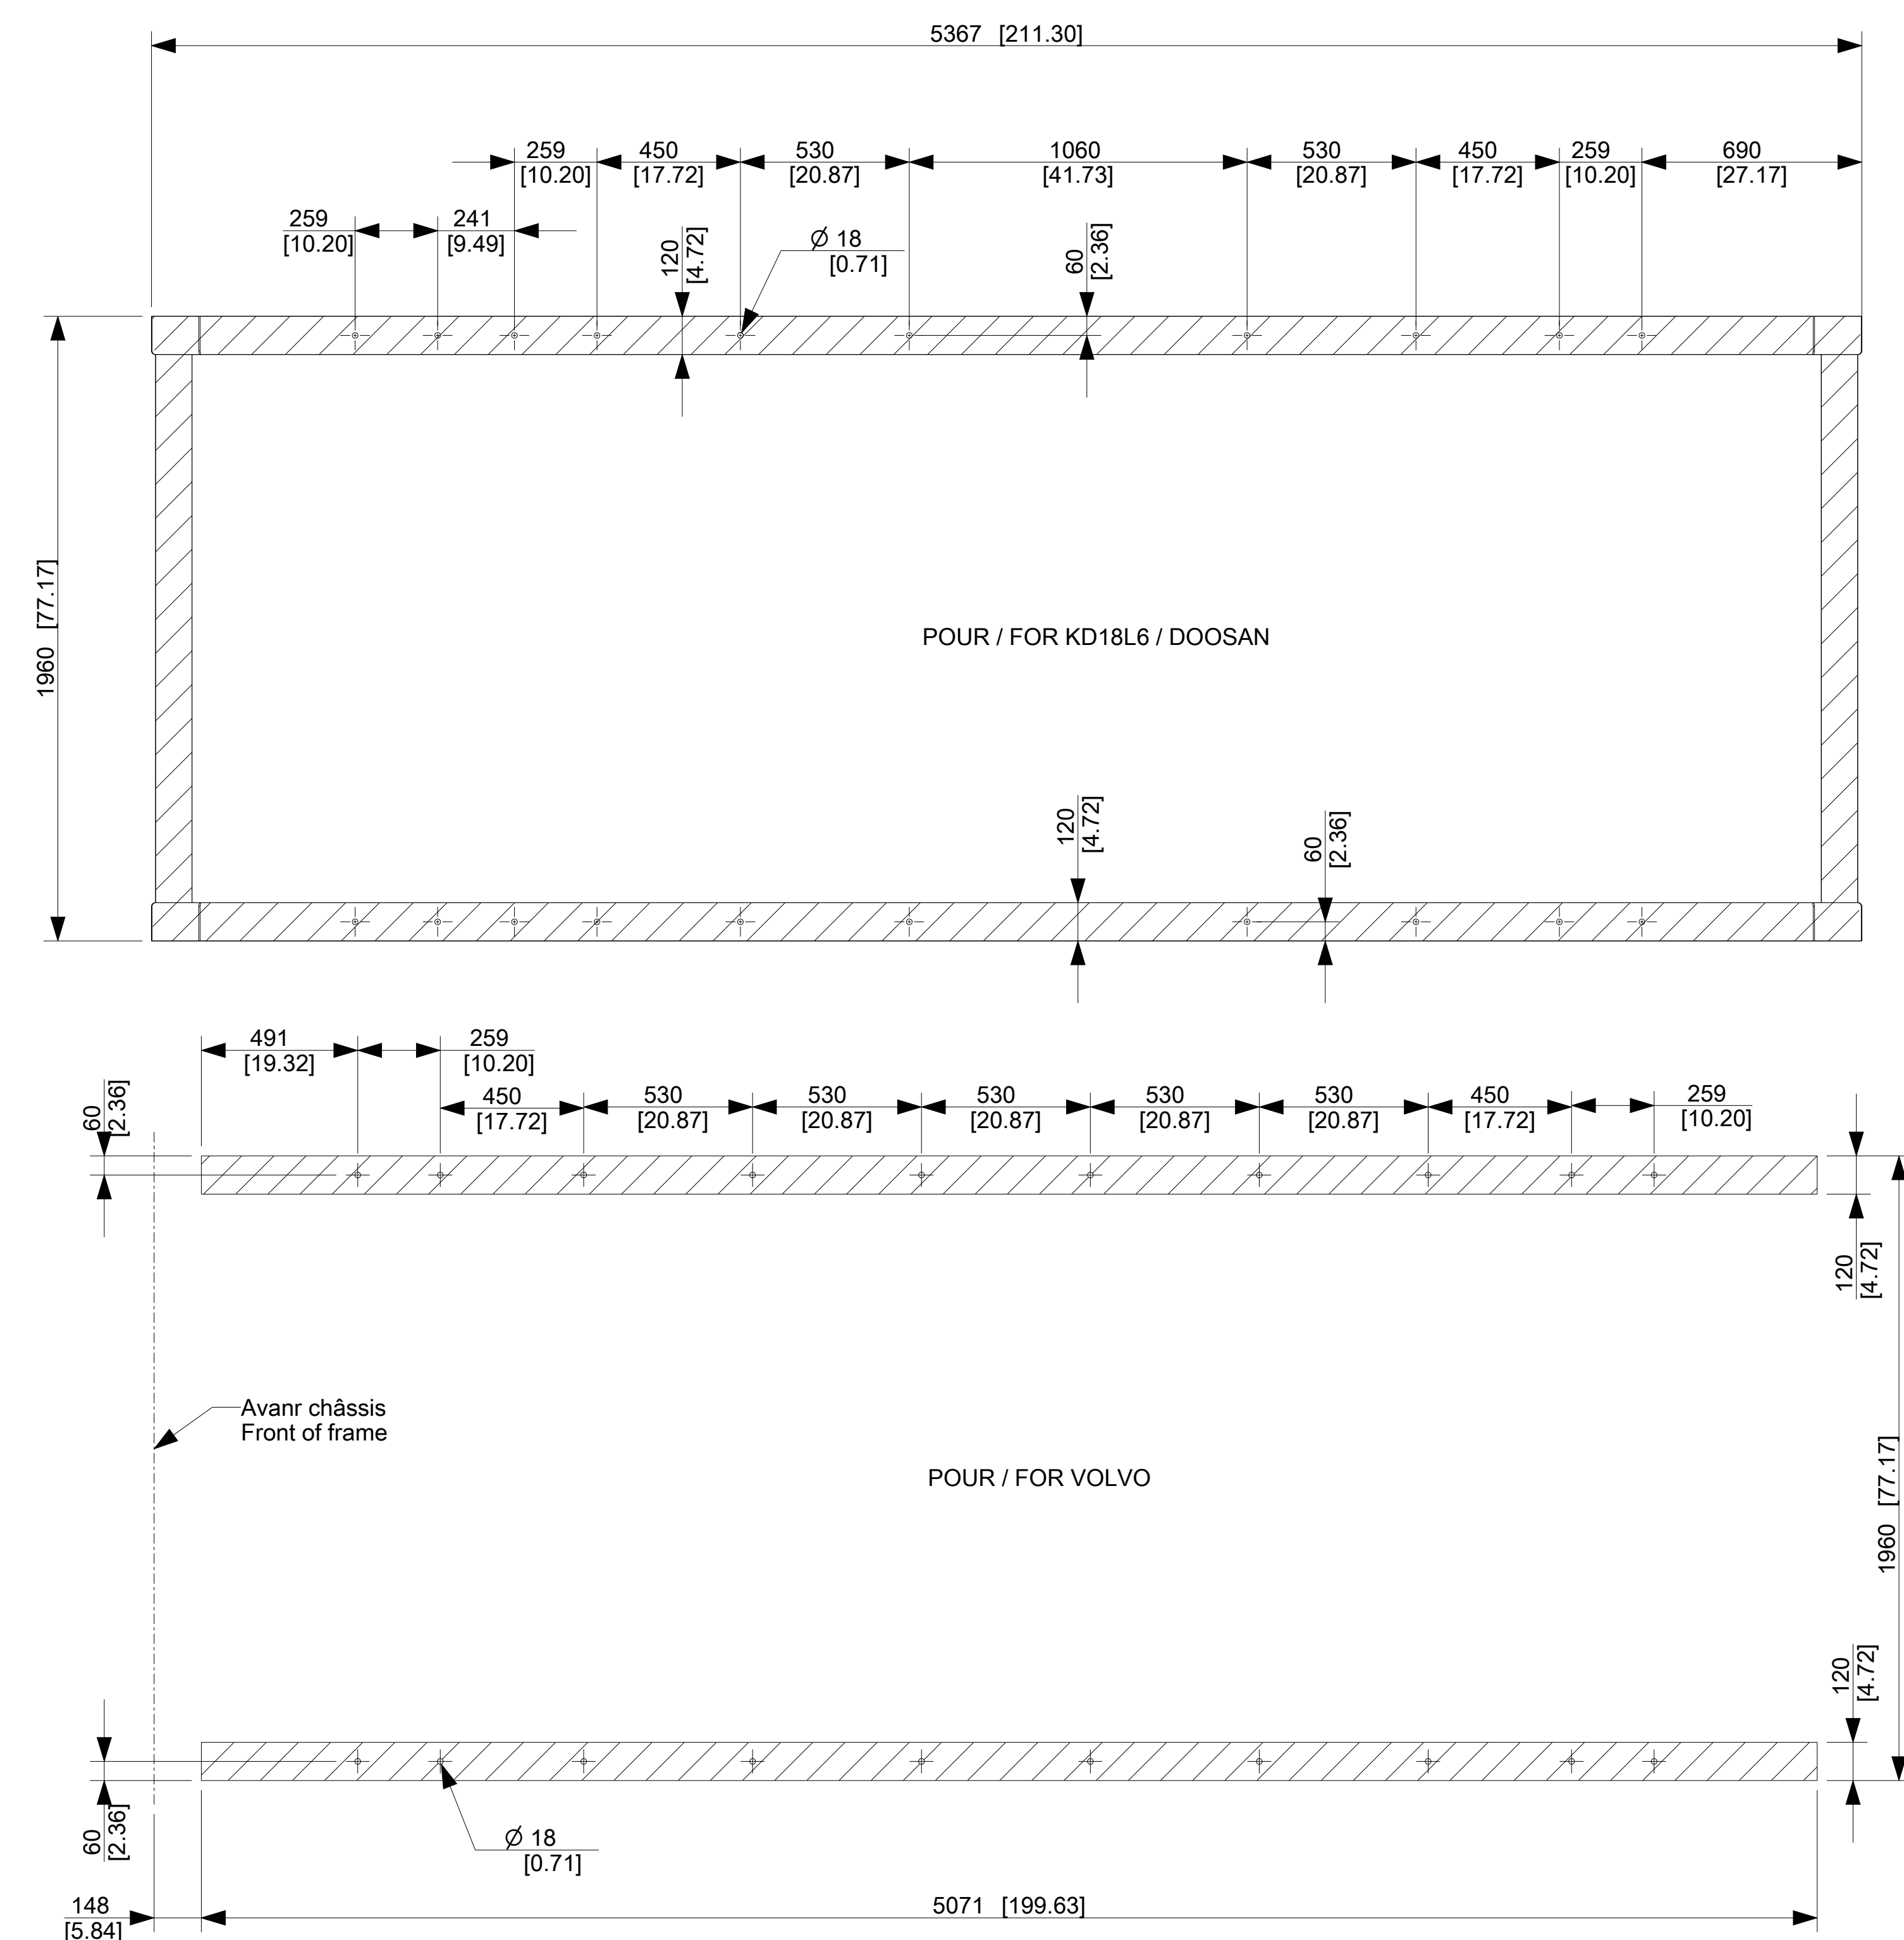 5367 [211.30]
259 450 530 1060 530 450 259 690
[10.20] [17.72] [20.87] [41.73] [20.87] [17.72] [10.20] [27.17]
259 241
[10.20] [9.49]
120
[4.72]
Ø 18
[0.71]
60
[2.36]
1960 [77.17]
POUR / FOR KD18L6 / DOOSAN
120
[4.72]
60
[2.36]
491 259
[19.32] [10.20]
60
[2.36]
450 530 530 530 530 530 450 259
[17.72] [20.87] [20.87] [20.87] [20.87] [20.87] [17.72] [10.20]
120
[4.72]
Avanr châssis
Front of frame
POUR / FOR VOLVO
1960 [77.17]
120
[4.72]
60
[2.36]
Ø 18
[0.71]
148
[5.84]
5071 [199.63]